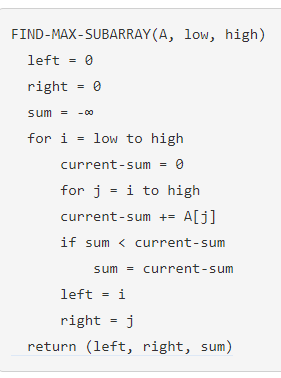 FIND-MAX-SUBARRAY(A, low, high)
left = 0
right = 0
sum = -∞
for i = low to high
current-sum = 0
for j = i to high
current-sum += A[j]
if sum < current-sum
sum = current-sum
left = i
right = j
return (left, right, sum)